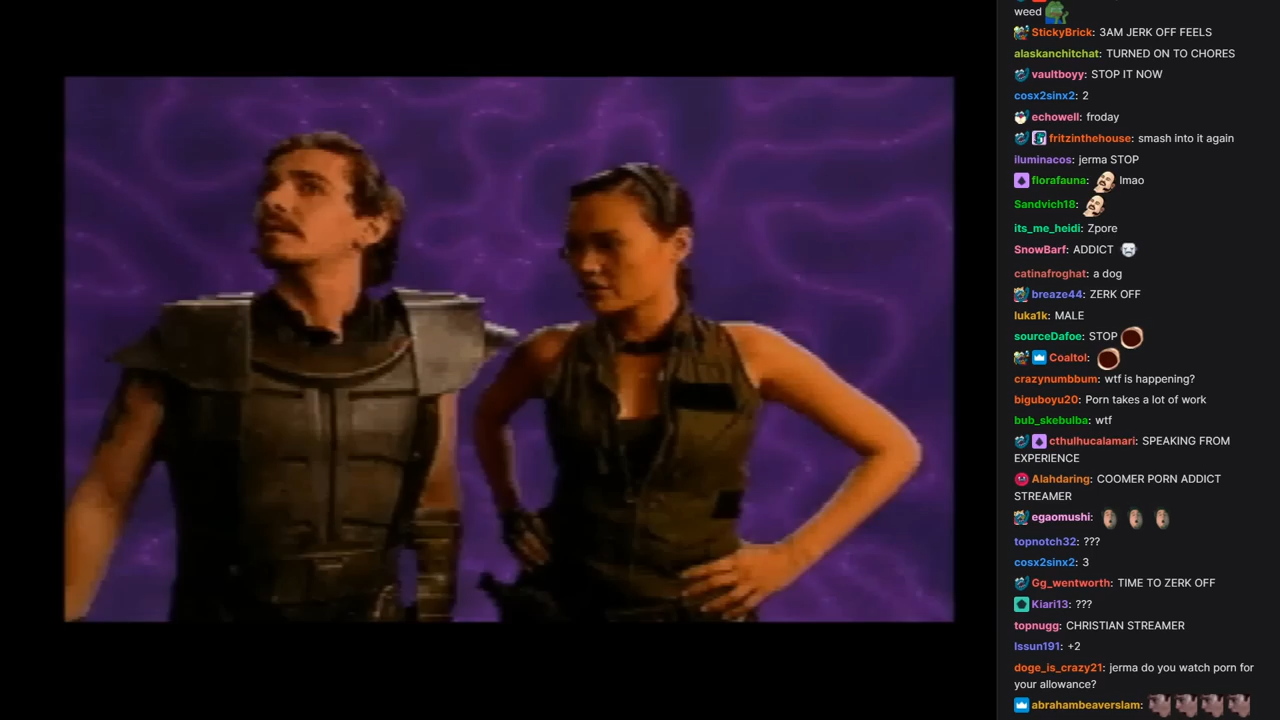 weed
StickyBrick: 3AM JERK OFF FEELS
alaskanchitchat: TURNED ON TO CHORES
vaultboyy: STOP IT NOW
cosx2sinx2: 2
echowell: froday
fritzinthehouse: smash into it again
iluminacos: jerma STOP
florafauna: lmao
Sandvich18:
its_me_heidi: Zpore
SnowBarf: ADDICT
catinafroghat: a dog
breaze44: ZERK OFF
luka1k: MALE
sourceDafoe: STOP
Coaltol:
crazynumbbum: wtf is happening?
biguboyu20: Porn takes a lot of work
bub_skebulba: wtf
cthulhucalamari: SPEAKING FROM
EXPERIENCE
Alahdaring: COOMER PORN ADDICT
STREAMER
egaomushi:
topnotch32: ???
cosx2sinx2: 3
Gg_wentworth: TIME TO ZERK OFF
Kiari13: ???
topnugg: CHRISTIAN STREAMER
Issun191: +2
doge_is_crazy21: jerma do you watch porn for
your allowance?
abrahambeaverslam: